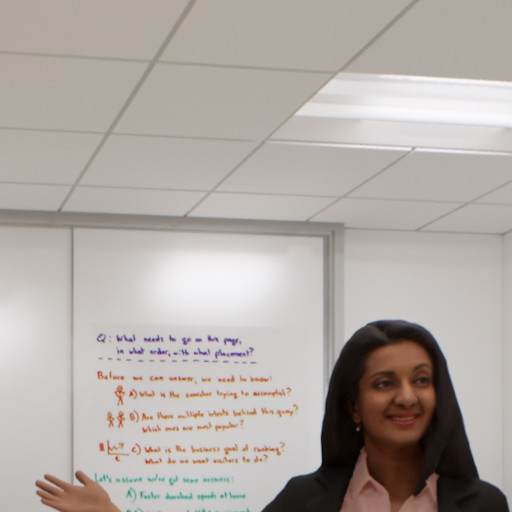 Q: What needs to go on this page,
in what order, with what placement?
Before we can answer, we need to know:
A) What is the searcher trying to accomplish?
B) Are there multiple intents behind this query?
Which ones are most popular?
C) What is the business goal of ranking?
What do we want visitors to do?
Let's assume we've got some answers:
A) Faster download speeds at home